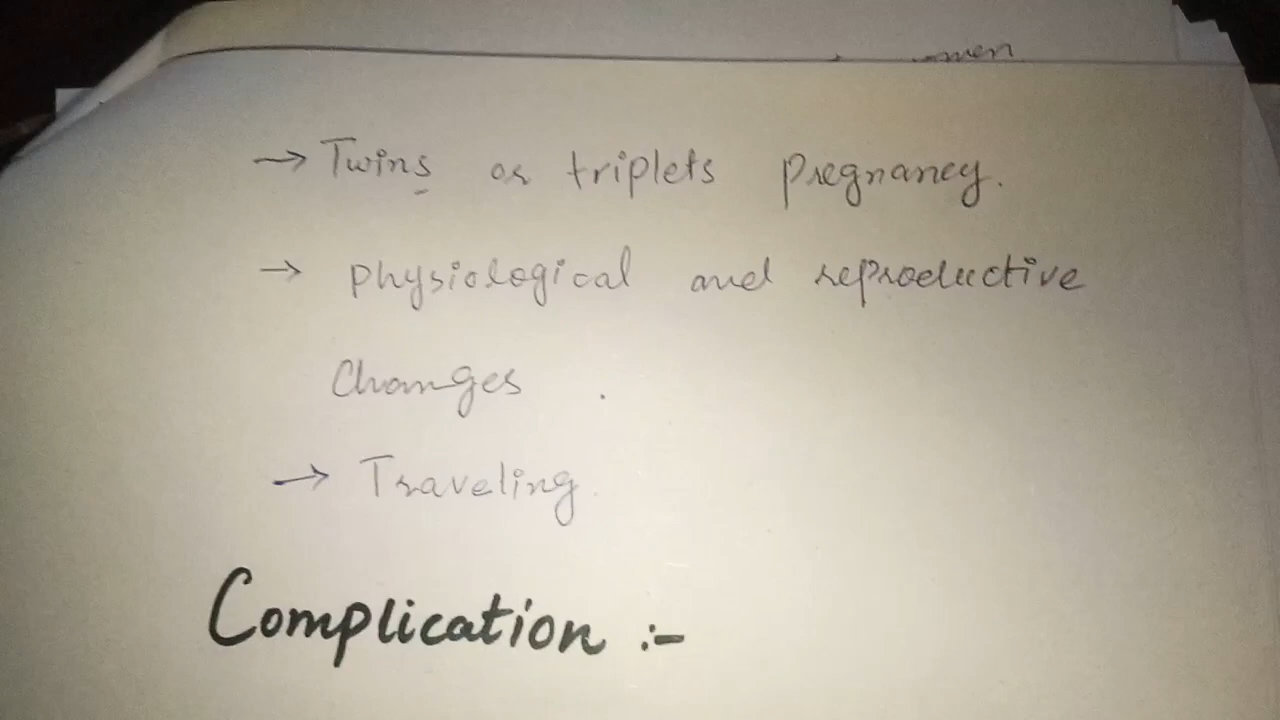 → Twins or triplets pregnancy.
→ physiological and reproductive
Changes .
→ Traveling.
Complication :-